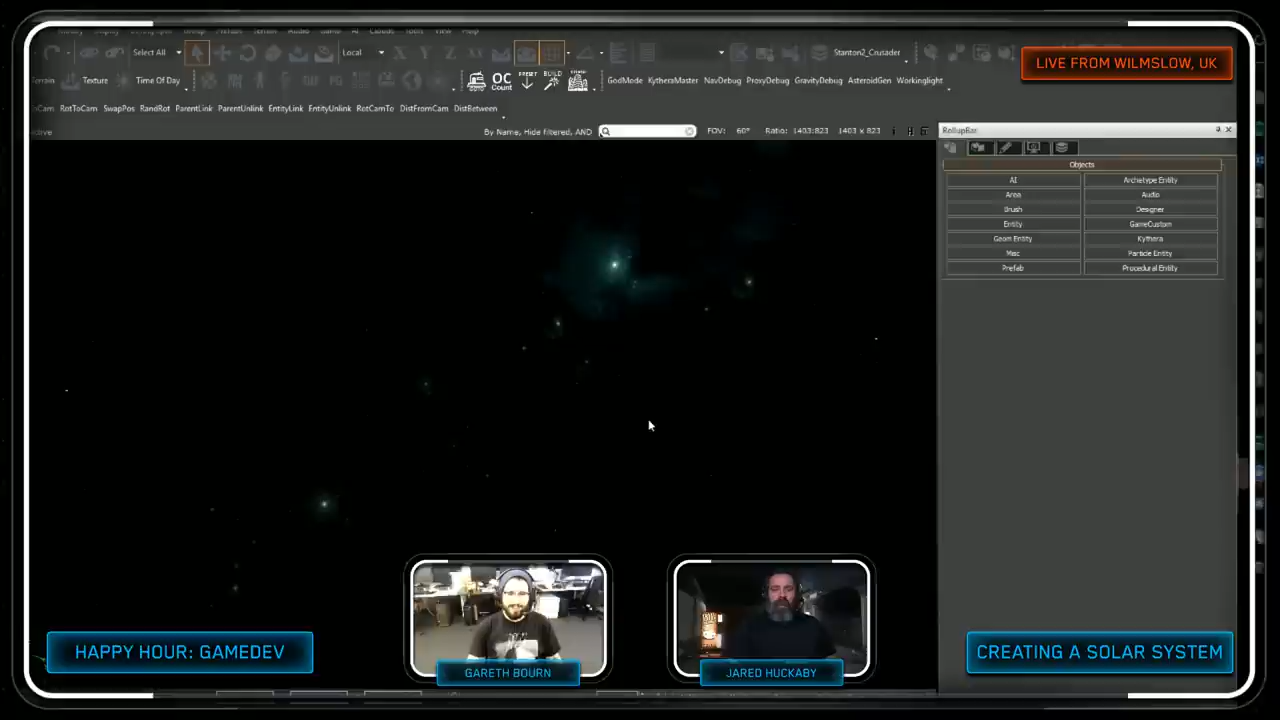 Select All
Local
Stanton2_Crusader
LIVE FROM WILMSLOW, UK
Texture
Time Of Day
OC
Count
BUILD
GodMode KytheraMaster NavDebug ProxyDebug GravityDebug AsteroidGen Workinglight
RotToCam SwapPos RandRot ParentLink ParentUnlink EntityLink EntityUnlink RotCamTo DistFromCam DistBetween
By Name, Hide filtered, AND
FOV: 60° Ratio: 1403:823 1403 x 823
RollupBar
Objects
AI Archetype Entity
Area Audio
Brush Designer
Entity GameCustom
Geom Entity Kythera
Misc Particle Entity
Prefab Procedural Entity
HAPPY HOUR: GAMEDEV
GARETH BOURN
JARED HUCKABY
CREATING A SOLAR SYSTEM